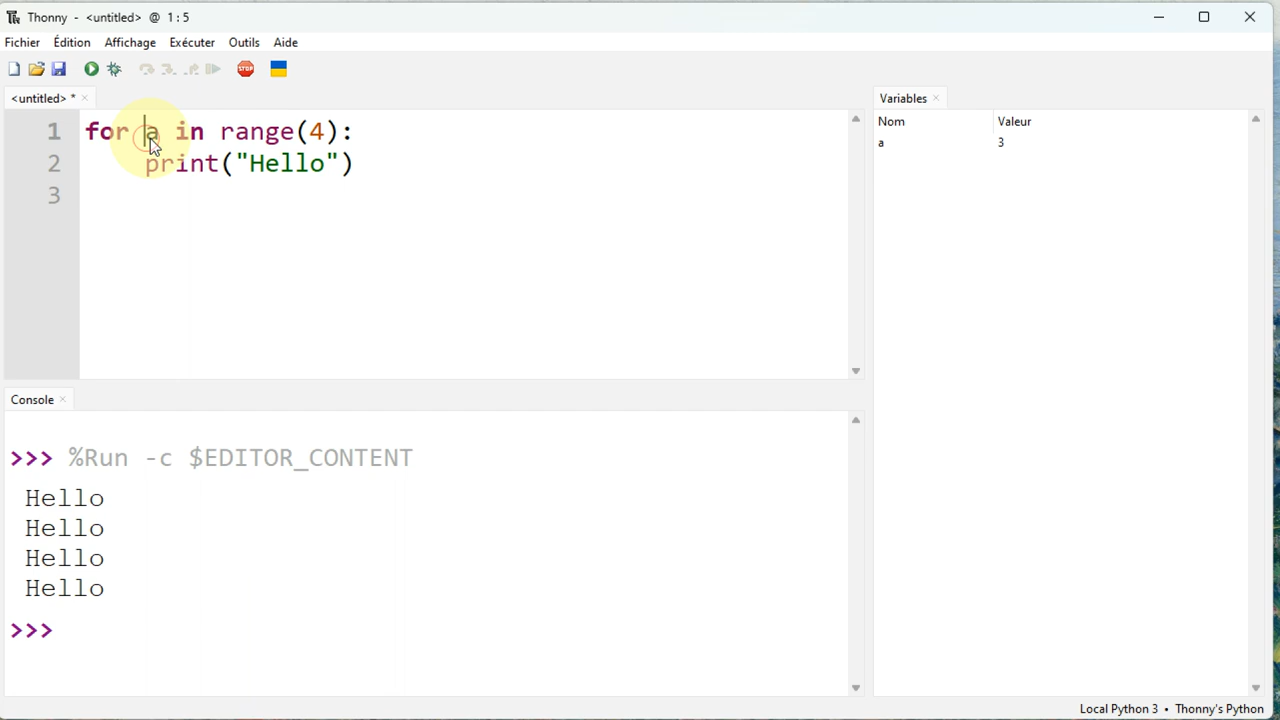 Thonny - <untitled> @ 1:5
Fichier Édition Affichage Exécuter Outils Aide
STOP
<untitled> *
1 for a in range(4):
2     print("Hello")
3
Variables
Nom Valeur
a 3
Console
>>> %Run -c $EDITOR_CONTENT
Hello
Hello
Hello
Hello
>>>
Local Python 3 • Thonny's Python